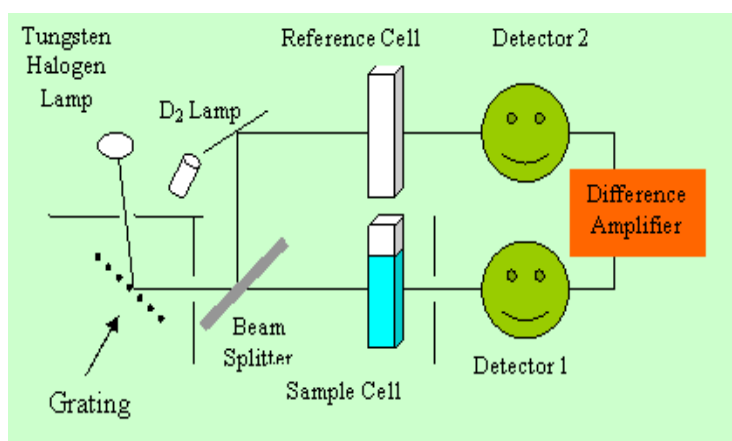 Tungsten
Halogen
Lamp
D₂ Lamp
Reference Cell
Detector 2
Difference
Amplifier
Beam
Splitter
Sample Cell
Detector 1
Grating